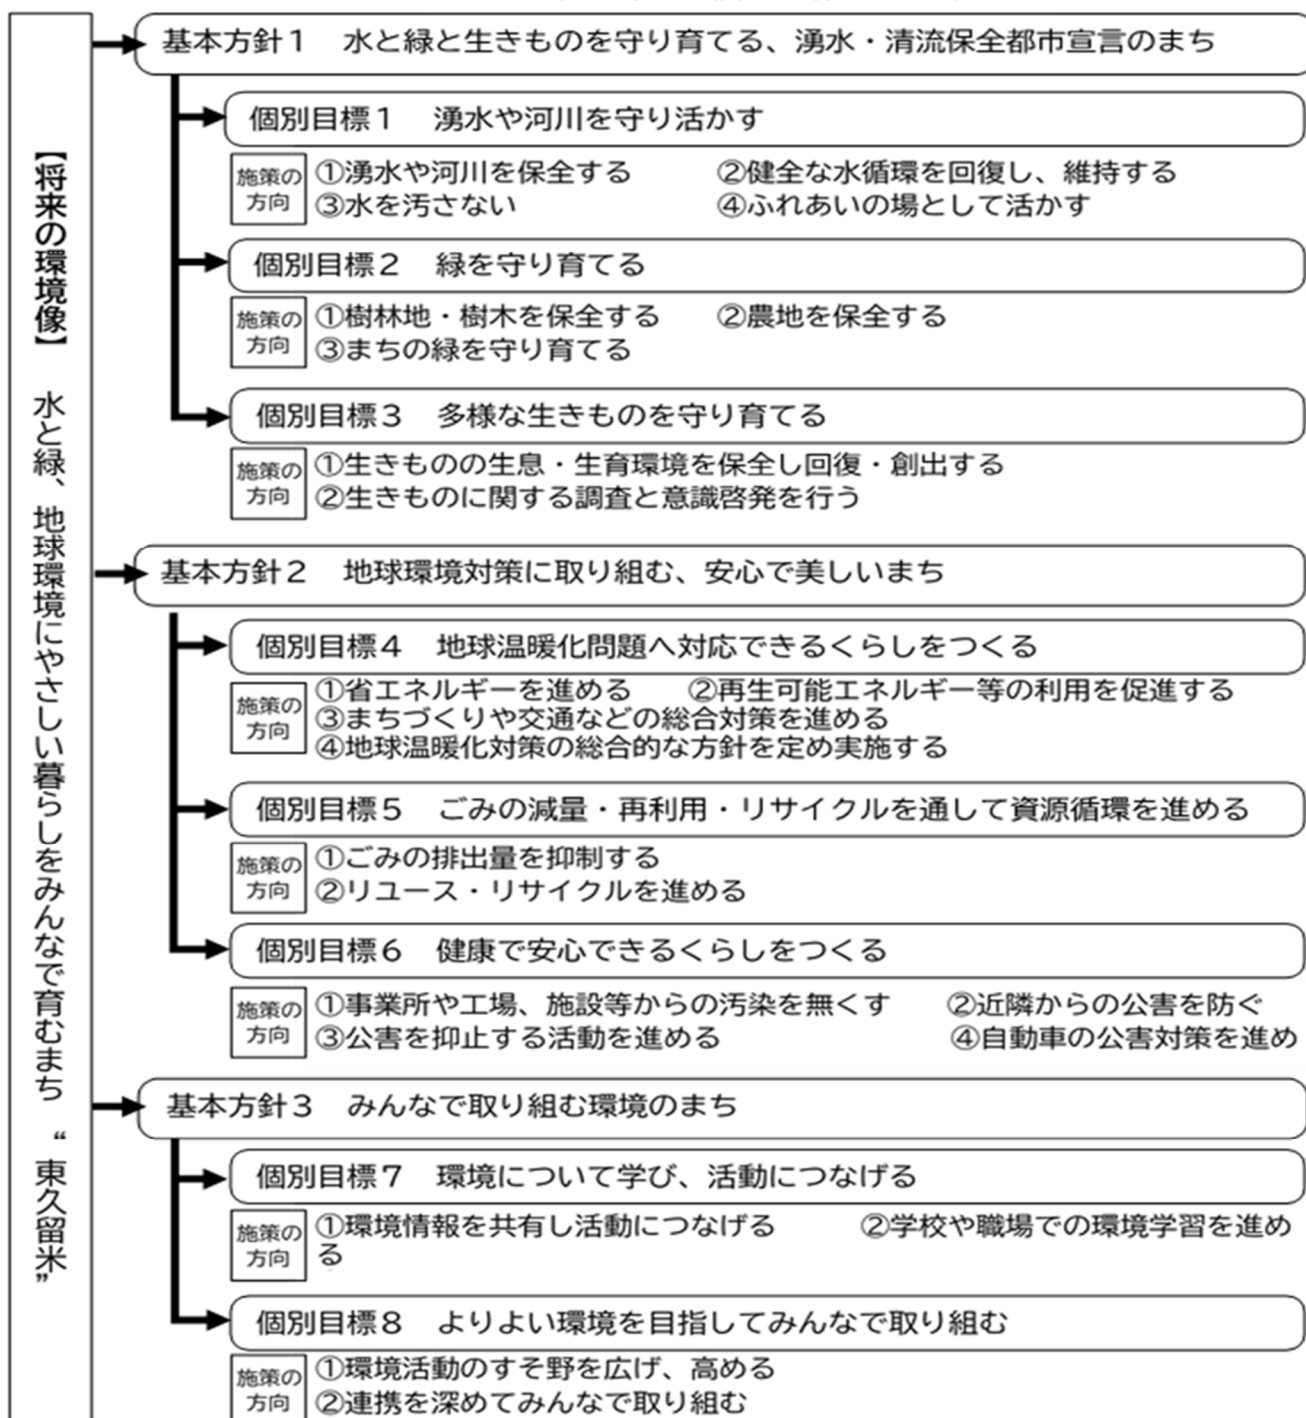 【将来の環境像】　水と緑、地球環境にやさしい暮らしをみんなで育むまち　“東久留米”
基本方針１　水と緑と生きものを守り育てる、湧水・清流保全都市宣言のまち
個別目標１　湧水や河川を守り活かす
施策の
方向
①湧水や河川を保全する　②健全な水循環を回復し、維持する
③水を汚さない　④ふれあいの場として活かす
個別目標２　緑を守り育てる
施策の
方向
①樹林地・樹木を保全する　②農地を保全する
③まちの緑を守り育てる
個別目標３　多様な生きものを守り育てる
施策の
方向
①生きものの生息・生育環境を保全し回復・創出する
②生きものに関する調査と意識啓発を行う
基本方針２　地球環境対策に取り組む、安心で美しいまち
個別目標４　地球温暖化問題へ対応できるくらしをつくる
施策の
方向
①省エネルギーを進める　②再生可能エネルギー等の利用を促進する
③まちづくりや交通などの総合対策を進める
④地球温暖化対策の総合的な方針を定め実施する
個別目標５　ごみの減量・再利用・リサイクルを通して資源循環を進める
施策の
方向
①ごみの排出量を抑制する
②リユース・リサイクルを進める
個別目標６　健康で安心できるくらしをつくる
施策の
方向
①事業所や工場、施設等からの汚染を無くす　②近隣からの公害を防ぐ
③公害を抑止する活動を進める　④自動車の公害対策を進め
基本方針３　みんなで取り組む環境のまち
個別目標７　環境について学び、活動につなげる
施策の
方向
①環境情報を共有し活動につなげる　②学校や職場での環境学習を進め
る
個別目標８　よりよい環境を目指してみんなで取り組む
施策の
方向
①環境活動のすそ野を広げ、高める
②連携を深めてみんなで取り組む